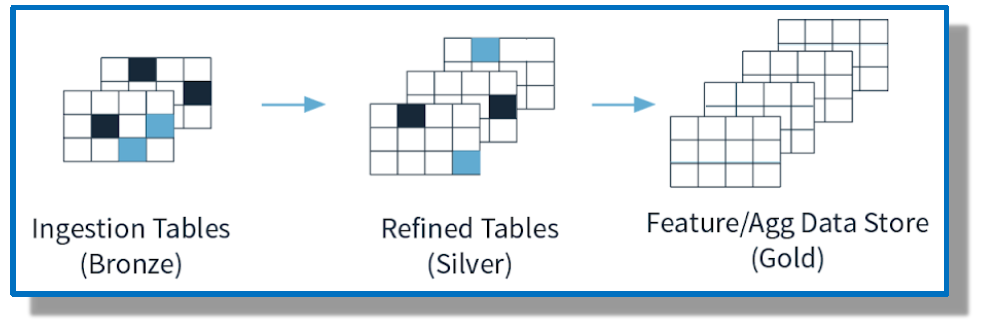 Ingestion Tables
(Bronze)
Refined Tables
(Silver)
Feature/Agg Data Store
(Gold)